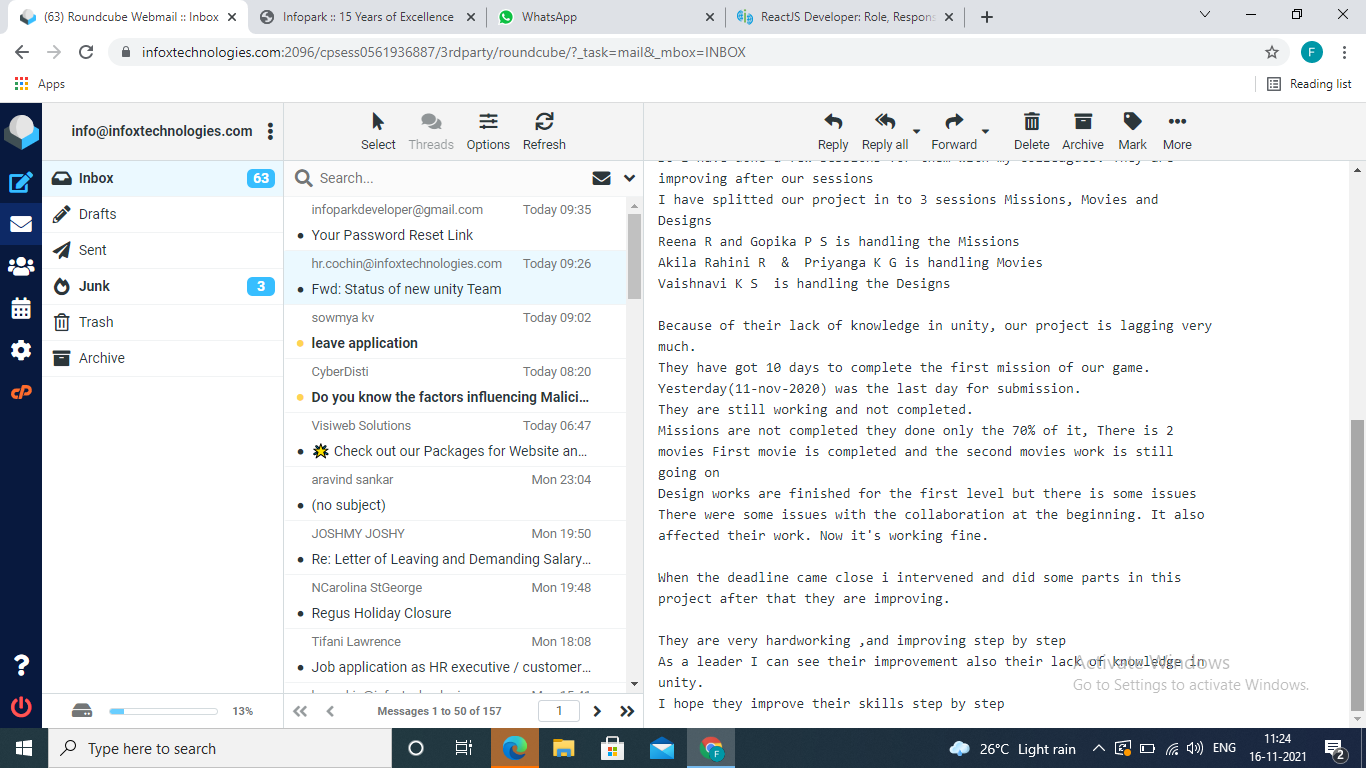 (63) Roundcube Webmail :: Inbox
Infopark :: 15 Years of Excellence
WhatsApp
ReactJS Developer: Role, Respons
infoxtechnologies.com:2096/cpsess0561936887/3rdparty/roundcube/?_task=mail&_mbox=INBOX
F
Apps
Reading list
info@infoxtechnologies.com
Select
Threads
Options
Refresh
Reply
Reply all
Forward
Delete
Archive
Mark
More
Inbox 63
Drafts
Sent
Junk 3
Trash
Archive
cP
13%
Search...
infoparkdeveloper@gmail.com Today 09:35
Your Password Reset Link
hr.cochin@infoxtechnologies.com Today 09:26
Fwd: Status of new unity Team
sowmya kv Today 09:02
leave application
CyberDisti Today 08:20
Do you know the factors influencing Malici...
Visiweb Solutions Today 06:47
Check out our Packages for Website an...
aravind sankar Mon 23:04
(no subject)
JOSHMY JOSHY Mon 19:50
Re: Letter of Leaving and Demanding Salary...
NCarolina StGeorge Mon 19:48
Regus Holiday Closure
Tifani Lawrence Mon 18:08
Job application as HR executive / customer...
Messages 1 to 50 of 157
1
improving after our sessions
I have splitted our project in to 3 sessions Missions, Movies and
Designs
Reena R and Gopika P S is handling the Missions
Akila Rahini R & Priyanga K G is handling Movies
Vaishnavi K S is handling the Designs
Because of their lack of knowledge in unity, our project is lagging very
much.
They have got 10 days to complete the first mission of our game.
Yesterday(11-nov-2020) was the last day for submission.
They are still working and not completed.
Missions are not completed they done only the 70% of it, There is 2
movies First movie is completed and the second movies work is still
going on
Design works are finished for the first level but there is some issues
There were some issues with the collaboration at the beginning. It also
affected their work. Now it's working fine.
When the deadline came close i intervened and did some parts in this
project after that they are improving.
They are very hardworking ,and improving step by step
As a leader I can see their improvement also their lack of knowledge in
unity.
I hope they improve their skills step by step
Activate Windows
Go to Settings to activate Windows.
Type here to search
F
26°C Light rain
ENG
11:24
16-11-2021
2